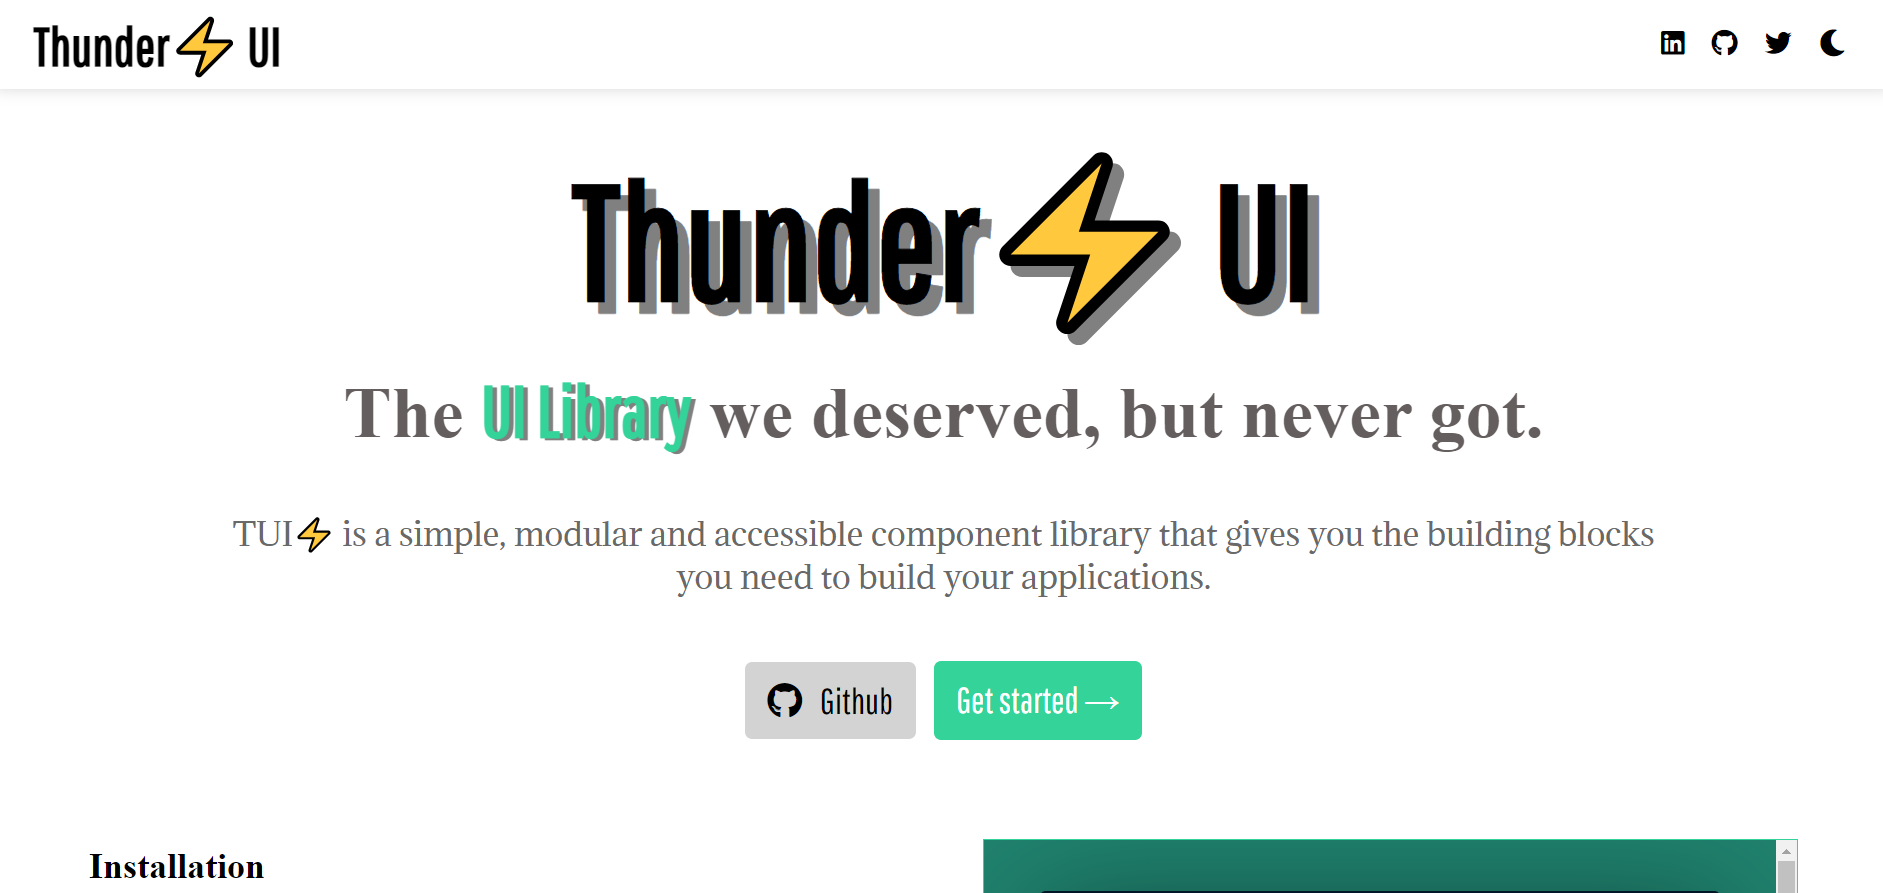 Thunder⚡ UI
Thunder⚡ UI
The UI Library we deserved, but never got.
TUI⚡ is a simple, modular and accessible component library that gives you the building blocks
you need to build your applications.
Github
Get started →
Installation